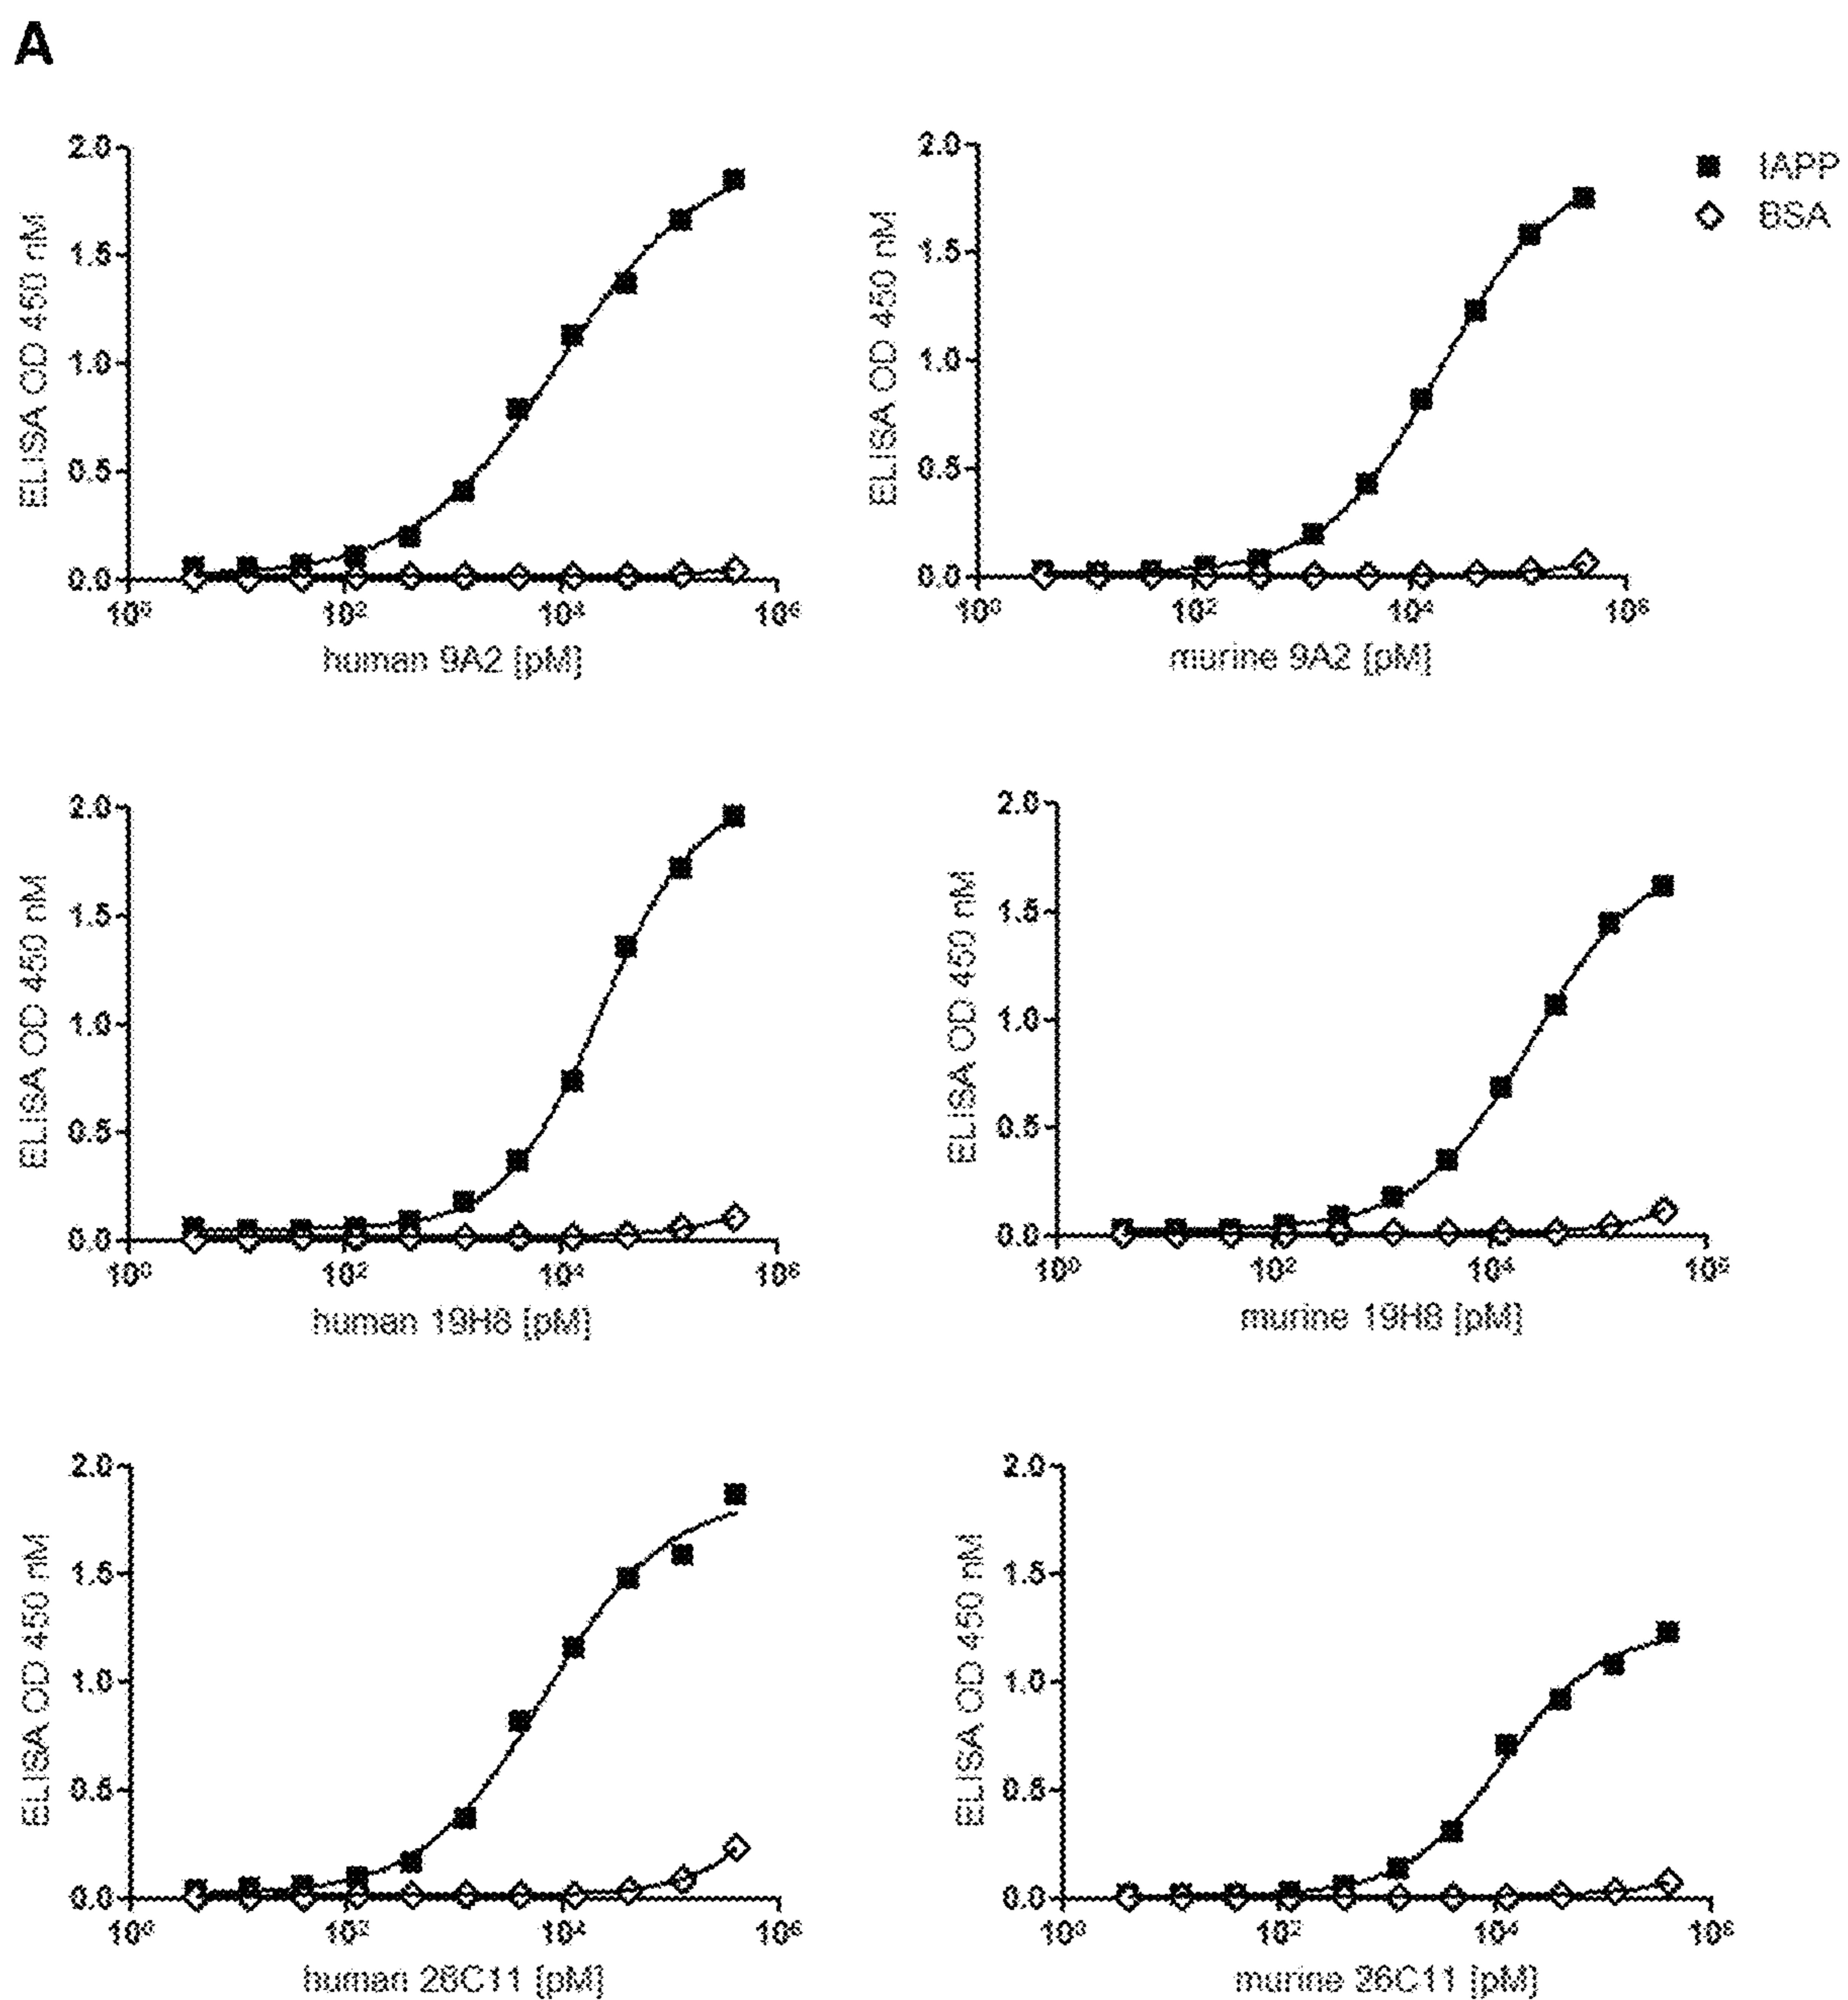 A
IAPP
BSA
ELISA OD 450 nM
2.0
1.5
1.0
0.5
0.0
10⁰ 10² 10⁴ 10⁶
human 9A2 [pM]
ELISA OD 450 nM
2.0
1.5
1.0
0.5
0.0
10⁰ 10² 10⁴ 10⁶
murine 9A2 [pM]
ELISA OD 450 nM
2.0
1.5
1.0
0.5
0.0
10⁰ 10² 10⁴ 10⁶
human 19H8 [pM]
ELISA OD 450 nM
2.0
1.5
1.0
0.5
0.0
10⁰ 10² 10⁴ 10⁶
murine 19H8 [pM]
ELISA OD 450 nM
2.0
1.5
1.0
0.5
0.0
10⁰ 10² 10⁴ 10⁶
human 26C11 [pM]
ELISA OD 450 nM
2.0
1.5
1.0
0.5
0.0
10⁰ 10² 10⁴ 10⁶
murine 26C11 [pM]